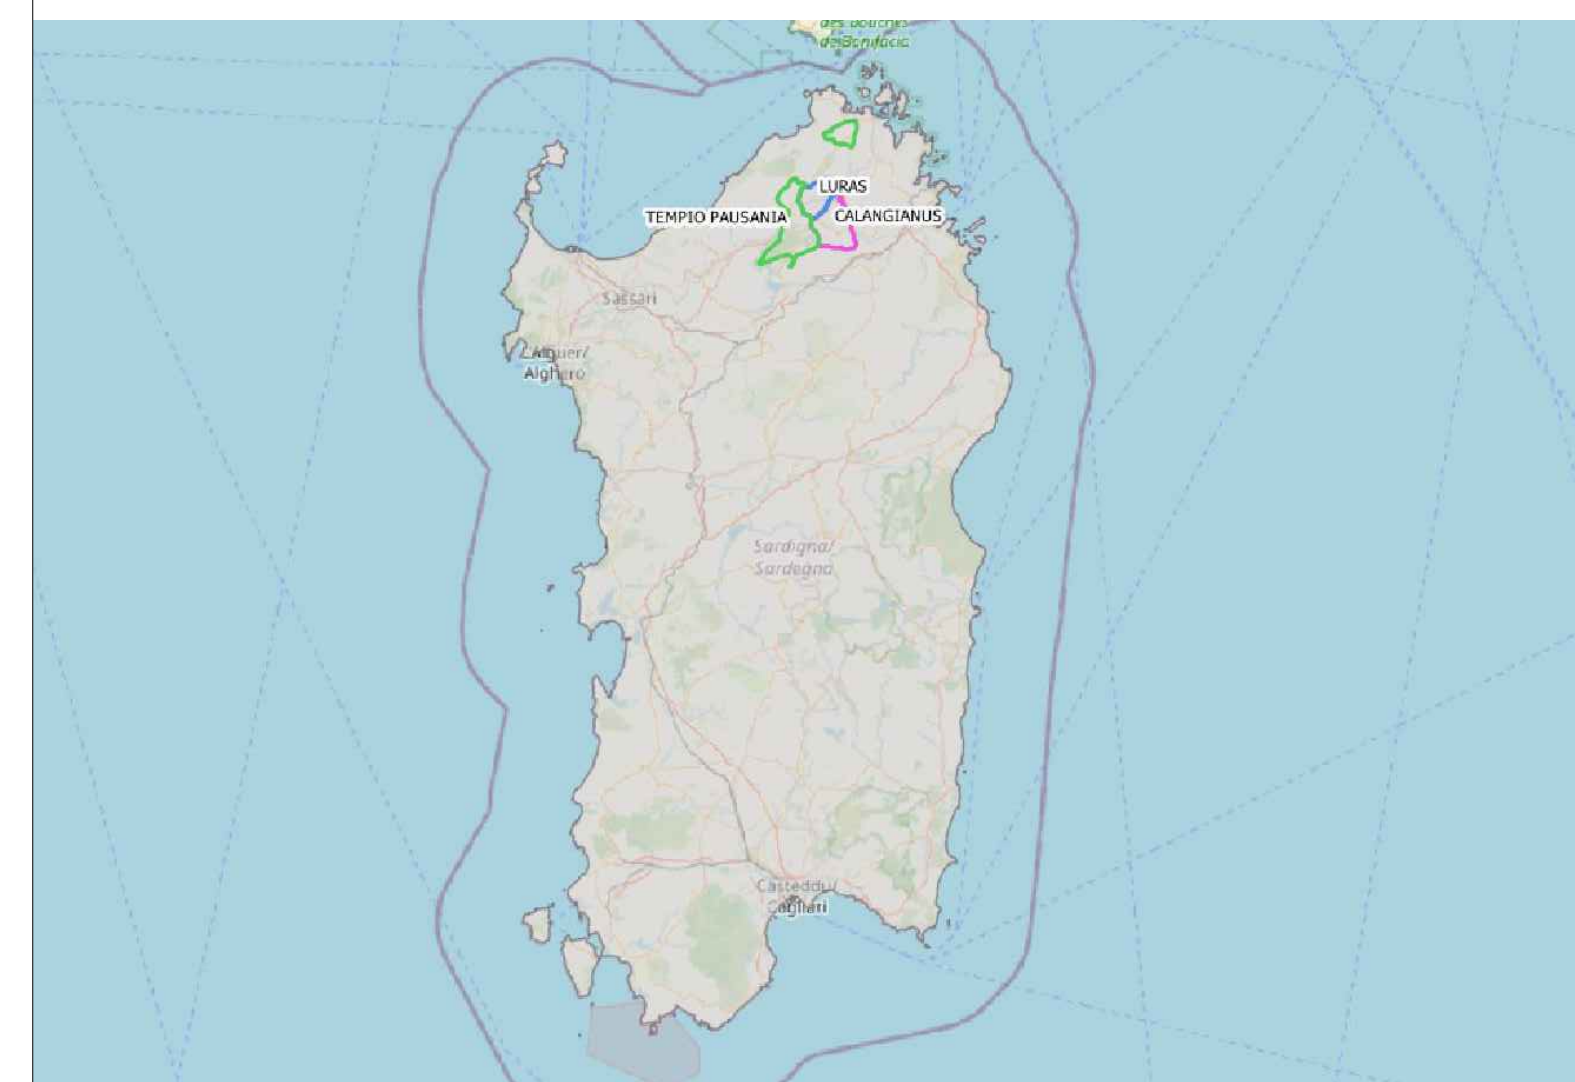 des Bouches
de Bonifacio
LURAS
TEMPIO PAUSANIA
CALANGIANUS
Sassari
L'Alguer/
Alghero
Sardigna/
Sardegna
Casteddu/
Cagliari